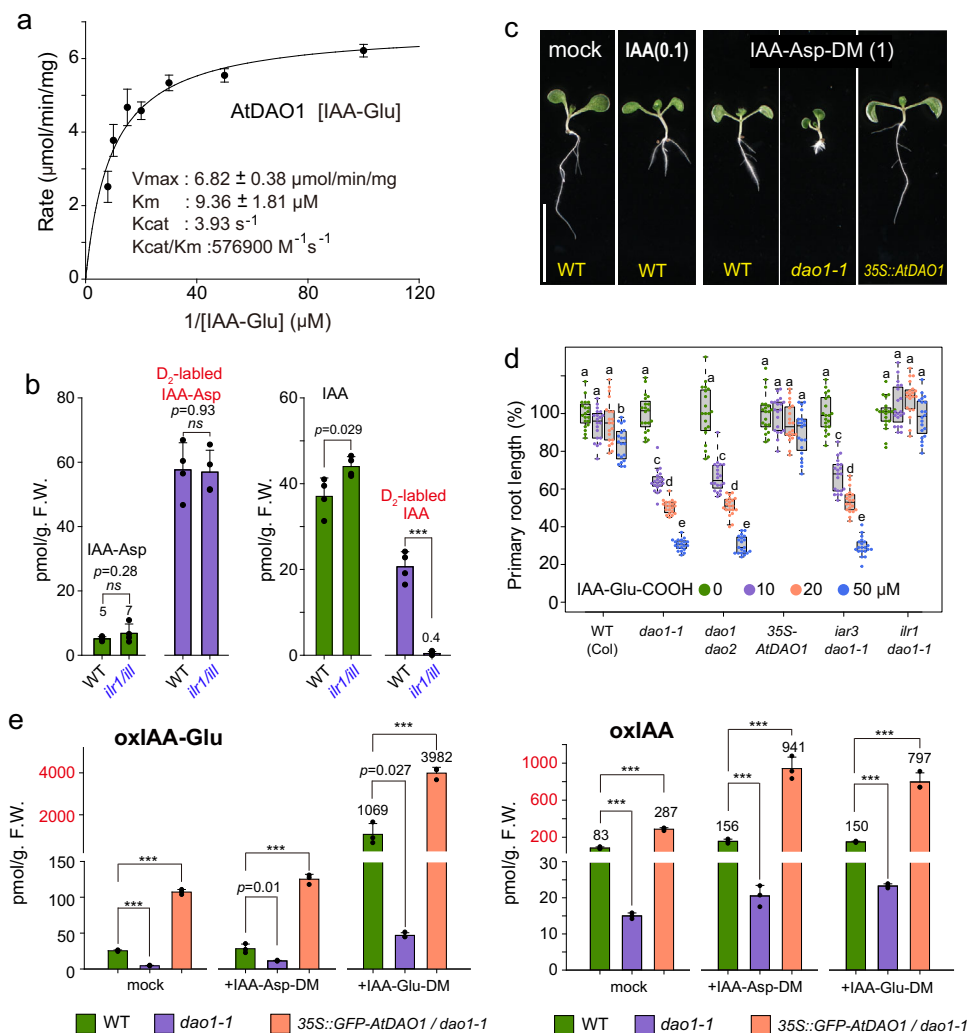 a
Rate (μmol/min/mg)
8
6
4
2
0
AtDAO1 [IAA-Glu]
Vmax : 6.82 ± 0.38 μmol/min/mg
Km : 9.36 ± 1.81 μM
Kcat : 3.93 s⁻¹
Kcat/Km :576900 M⁻¹s⁻¹
0 40 80 120
1/[IAA-Glu] (μM)
c
mock
IAA(0.1)
IAA-Asp-DM (1)
WT
WT
WT
dao1-1
35S::AtDAO1
b
pmol/g. F.W.
80
60
40
20
0
D₂-labled
IAA-Asp
p=0.93
ns
IAA-Asp
p=0.28
ns
5 7
WT
ilr1/ill
WT
ilr1/ill
pmol/g. F.W.
60
40
20
0
IAA
p=0.029
D₂-labled
IAA
***
0.4
WT
ilr1/ill
WT
ilr1/ill
d
Primary root length (%)
120
100
80
60
40
20
0
a a a b
a c d e
a c d e
a a a a
a c d e
a a a a
IAA-Glu-COOH 0 10 20 50 μM
WT
(Col)
dao1-1
dao1
dao2
35S-
AtDAO1
iar3
dao1-1
ilr1
dao1-1
e
oxIAA-Glu
pmol/g. F.W.
4000
2000
150
100
50
0
***
***
***
p=0.01
***
p=0.027
1069
3982
mock
+IAA-Asp-DM
+IAA-Glu-DM
WT
dao1-1
35S::GFP-AtDAO1 / dao1-1
oxIAA
pmol/g. F.W.
1000
600
200
30
20
10
0
***
***
83
287
***
***
156
941
***
***
150
797
mock
+IAA-Asp-DM
+IAA-Glu-DM
WT
dao1-1
35S::GFP-AtDAO1 / dao1-1